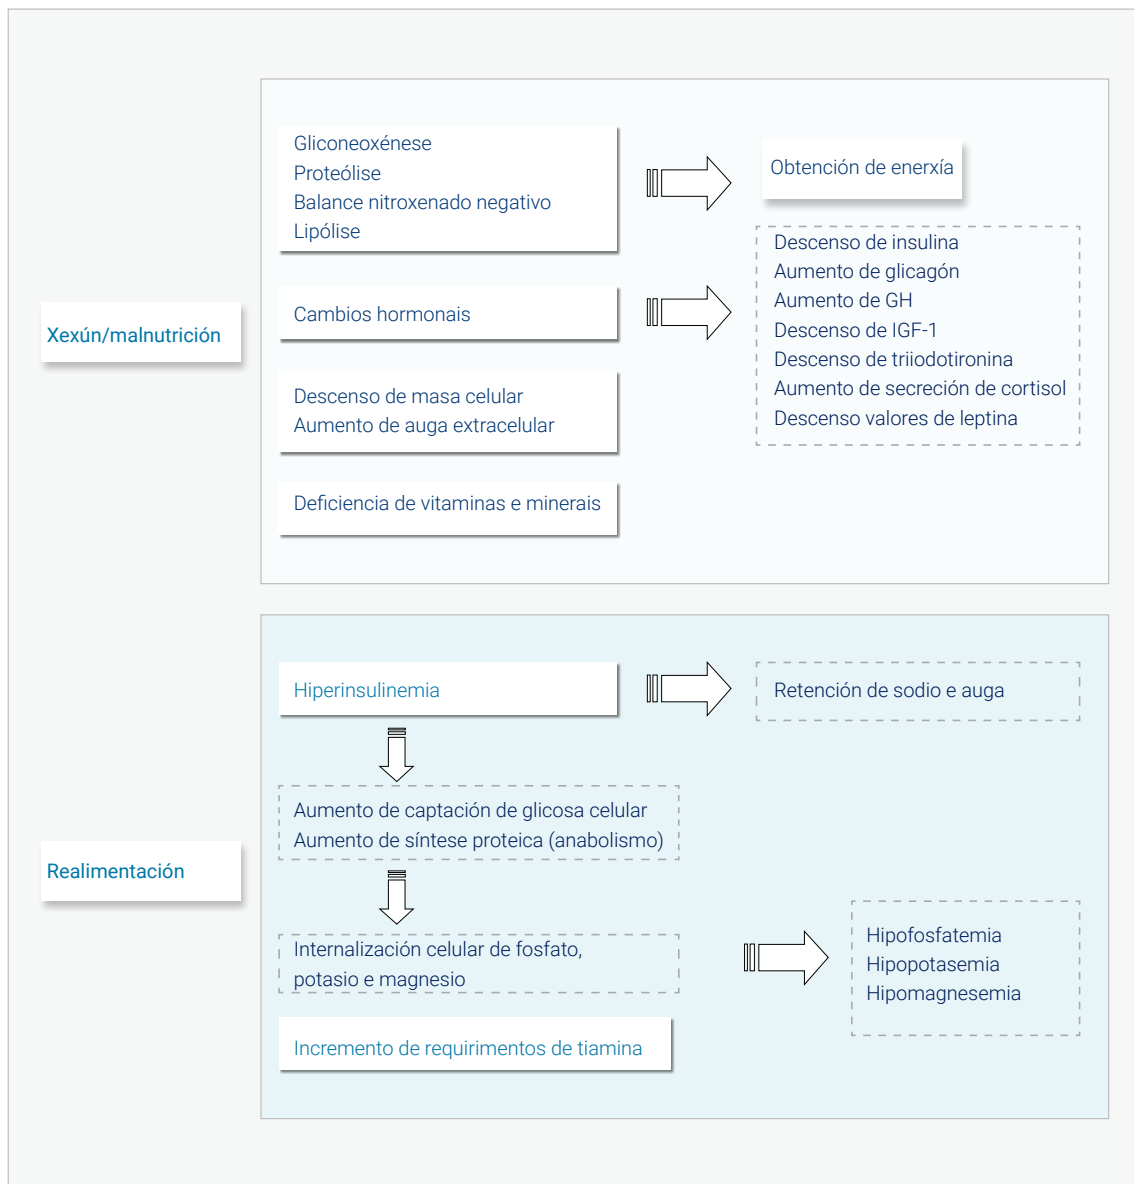 Xexún/malnutrición
Gliconeoxénese
Proteólise
Balance nitroxenado negativo
Lipólise
Obtención de enerxía
Cambios hormonais
Descenso de insulina
Aumento de glicagón
Aumento de GH
Descenso de IGF-1
Descenso de triiodotironina
Aumento de secreción de cortisol
Descenso valores de leptina
Descenso de masa celular
Aumento de auga extracelular
Deficiencia de vitaminas e minerais
Realimentación
Hiperinsulinemia
Retención de sodio e auga
Aumento de captación de glicosa celular
Aumento de síntese proteica (anabolismo)
Internalización celular de fosfato,
potasio e magnesio
Hipofosfatemia
Hipopotasemia
Hipomagnesemia
Incremento de requirimentos de tiamina